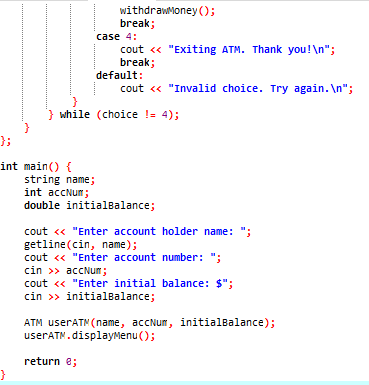 withdrawMoney();
break;
case 4:
cout << "Exiting ATM. Thank you!\n";
break;
default:
cout << "Invalid choice. Try again.\n";
}
} while (choice != 4);
}
};
int main() {
string name;
int accNum;
double initialBalance;
cout << "Enter account holder name: ";
getline(cin, name);
cout << "Enter account number: ";
cin >> accNum;
cout << "Enter initial balance: $";
cin >> initialBalance;
ATM userATM(name, accNum, initialBalance);
userATM.displayMenu();
return 0;
}